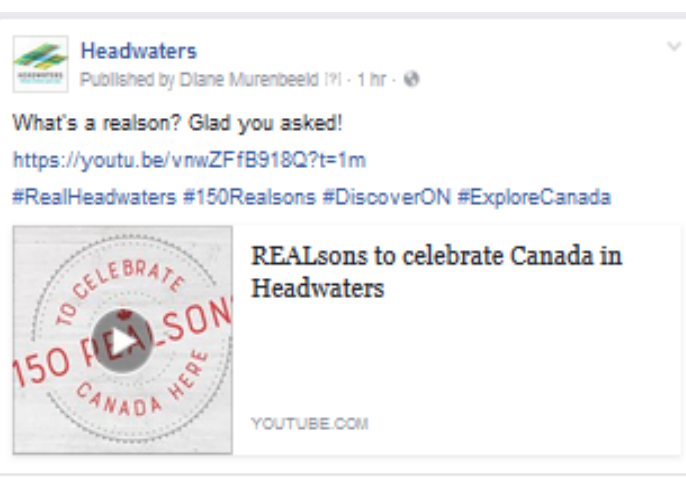 Headwaters
Published by Diane Murenbeeld [?] · 1 hr ·
What's a realson? Glad you asked!
https://youtu.be/vnwZFfB918Q?t=1m
#RealHeadwaters #150Realsons #DiscoverON #ExploreCanada
TO CELEBRATE
150 REALSON
CANADA HERE
REALsons to celebrate Canada in
Headwaters
YOUTUBE.COM